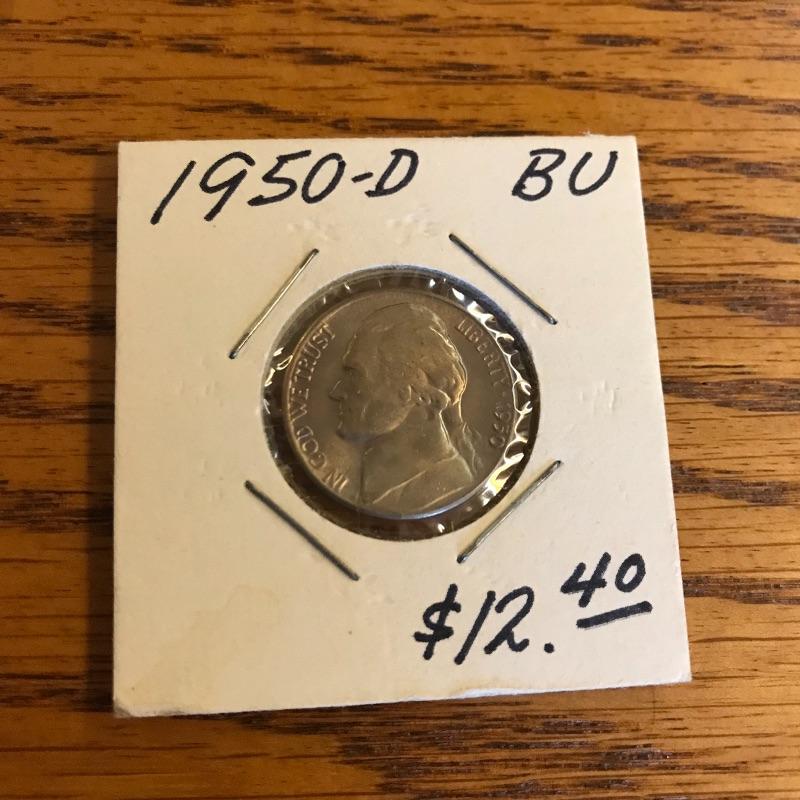 1950-D BU
IN GOD WE TRUST
LIBERTY 1950
$12.40